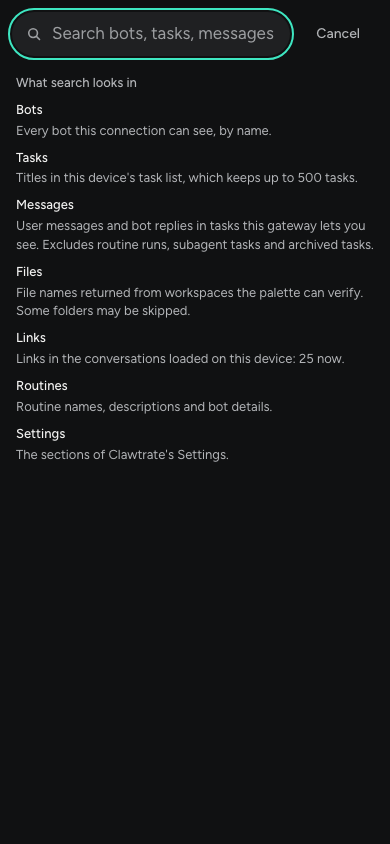 Search bots, tasks, messages
Cancel
What search looks in
Bots
Every bot this connection can see, by name.
Tasks
Titles in this device's task list, which keeps up to 500 tasks.
Messages
User messages and bot replies in tasks this gateway lets you
see. Excludes routine runs, subagent tasks and archived tasks.
Files
File names returned from workspaces the palette can verify.
Some folders may be skipped.
Links
Links in the conversations loaded on this device: 25 now.
Routines
Routine names, descriptions and bot details.
Settings
The sections of Clawtrate's Settings.